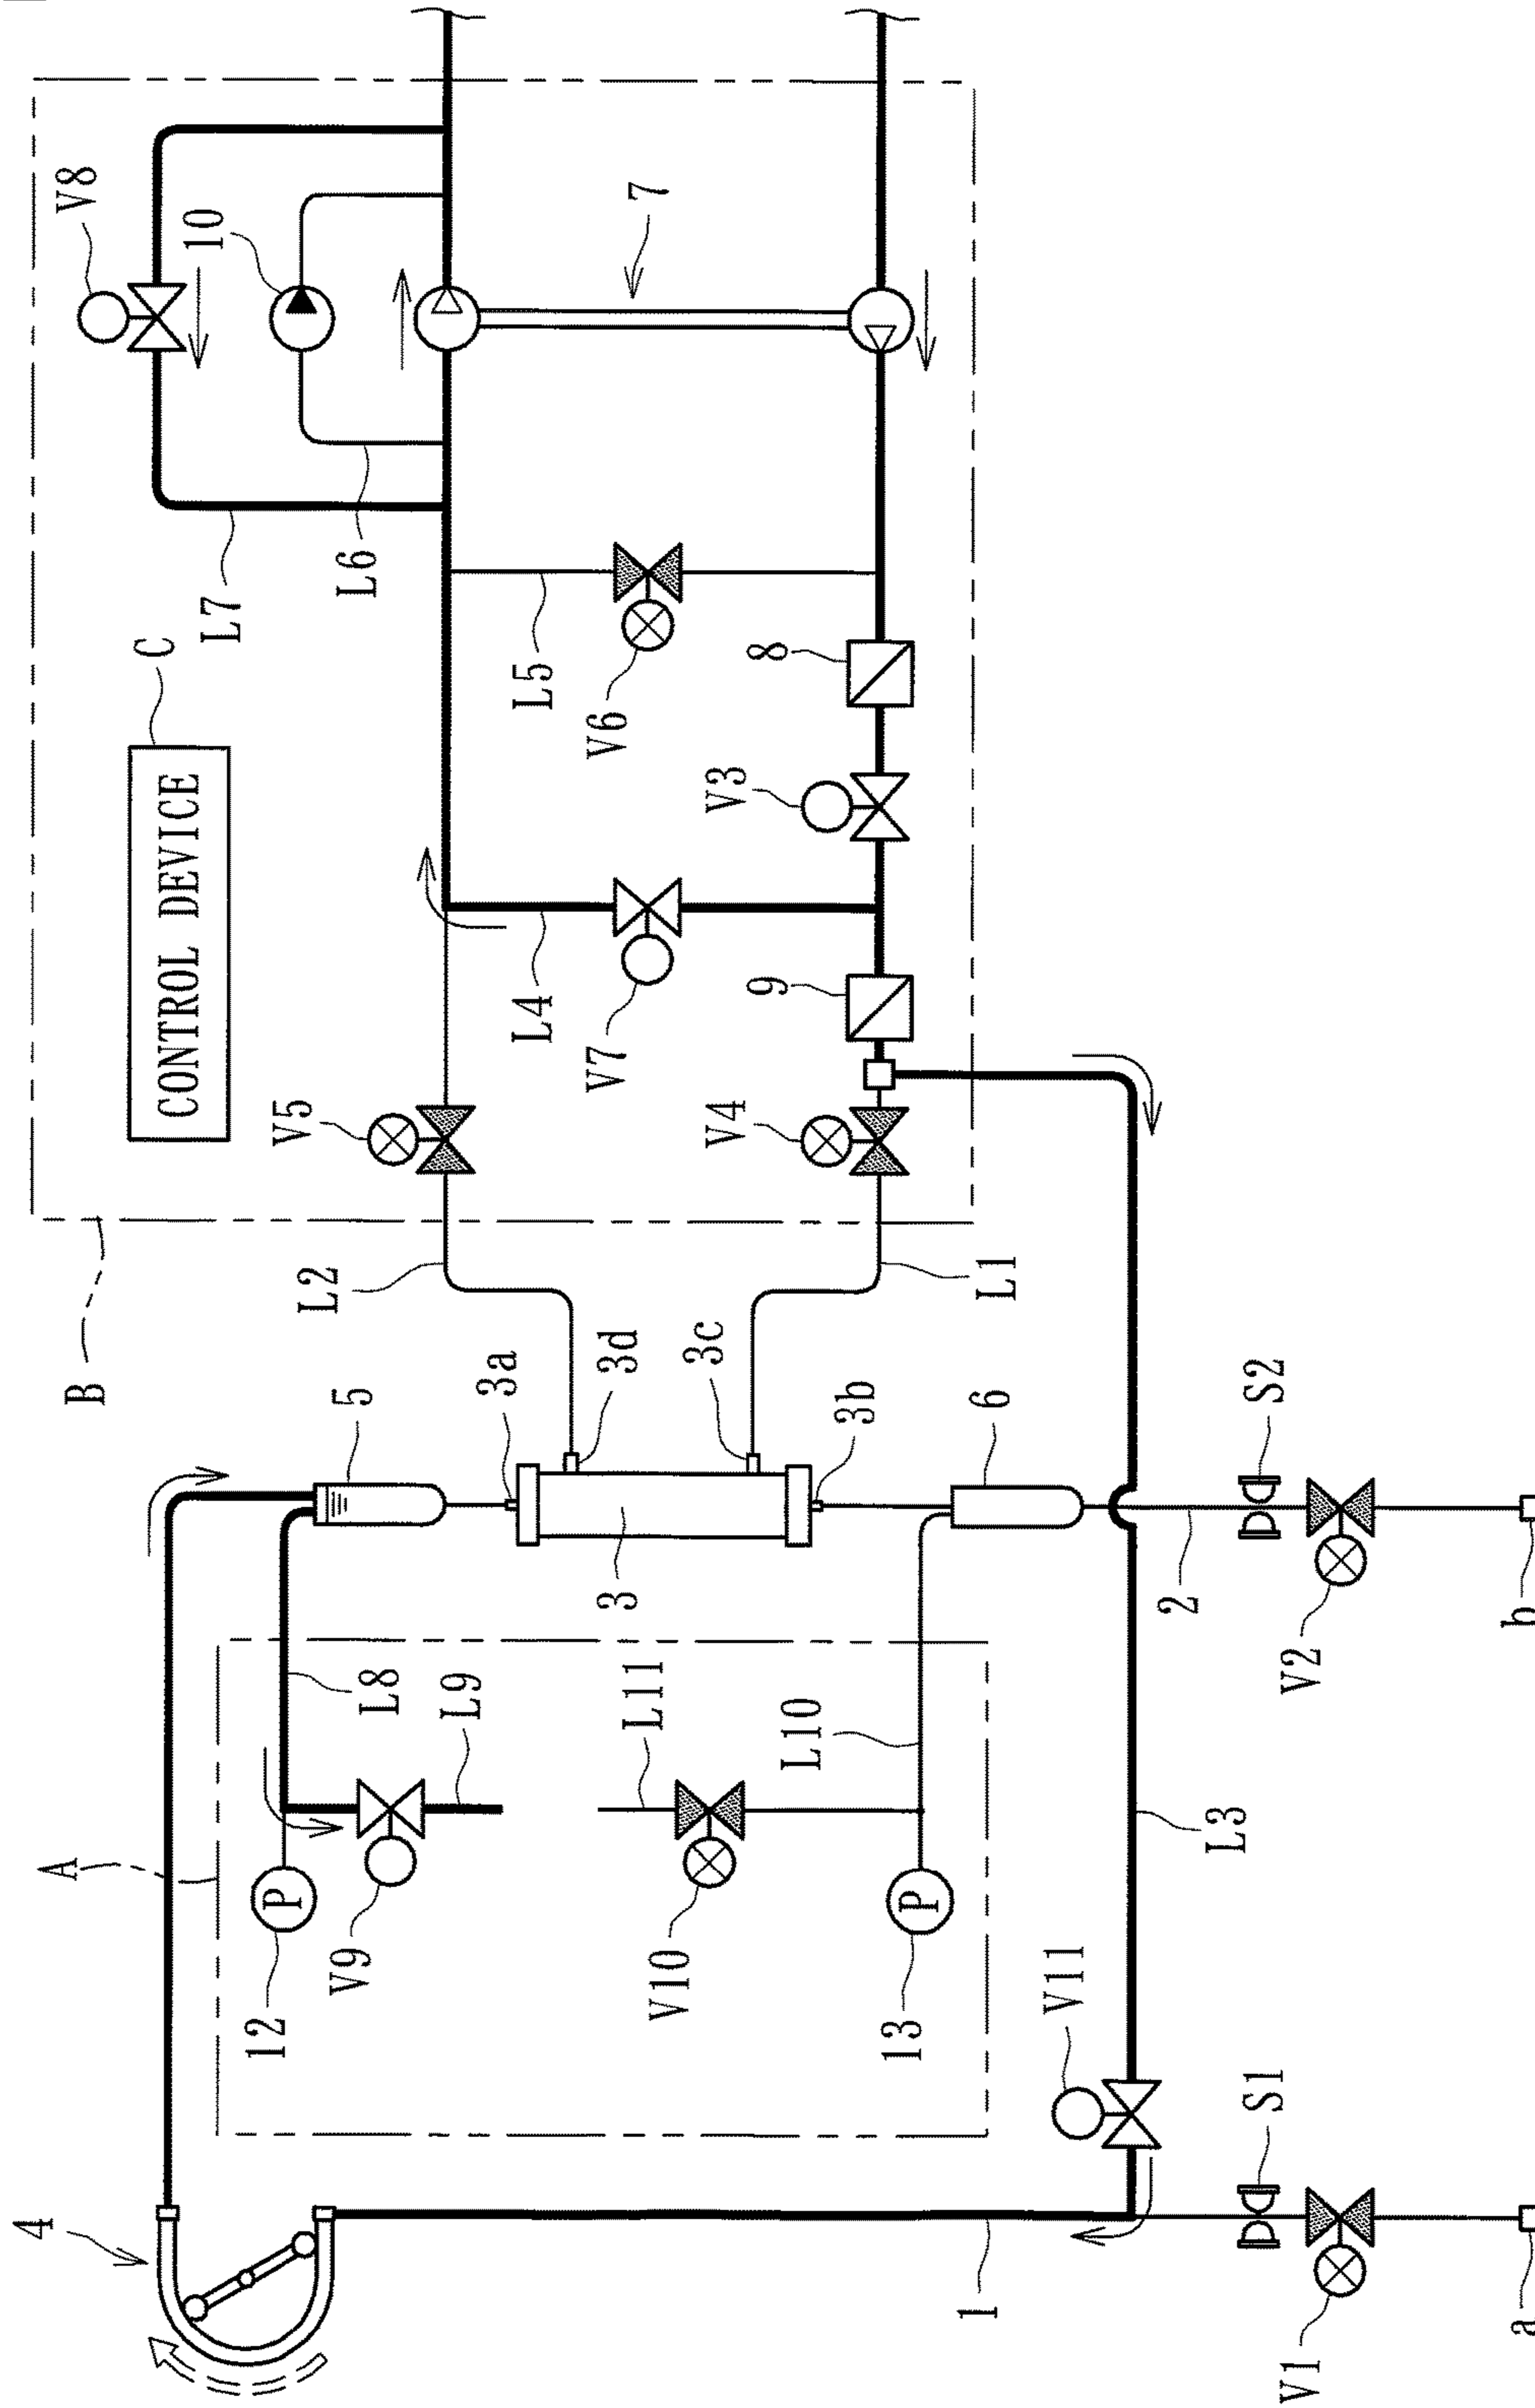 4
A
12
P
V9
L8
L9
5
3a
3
3d
3c
3b
L11
V10
L10
P
13
6
B
L2
V5
CONTROL DEVICE
C
L7
L6
V8
10
7
L5
V6
8
V3
L4
V7
9
V4
L1
1
V11
L3
2
S1
V1
a
S2
V2
b